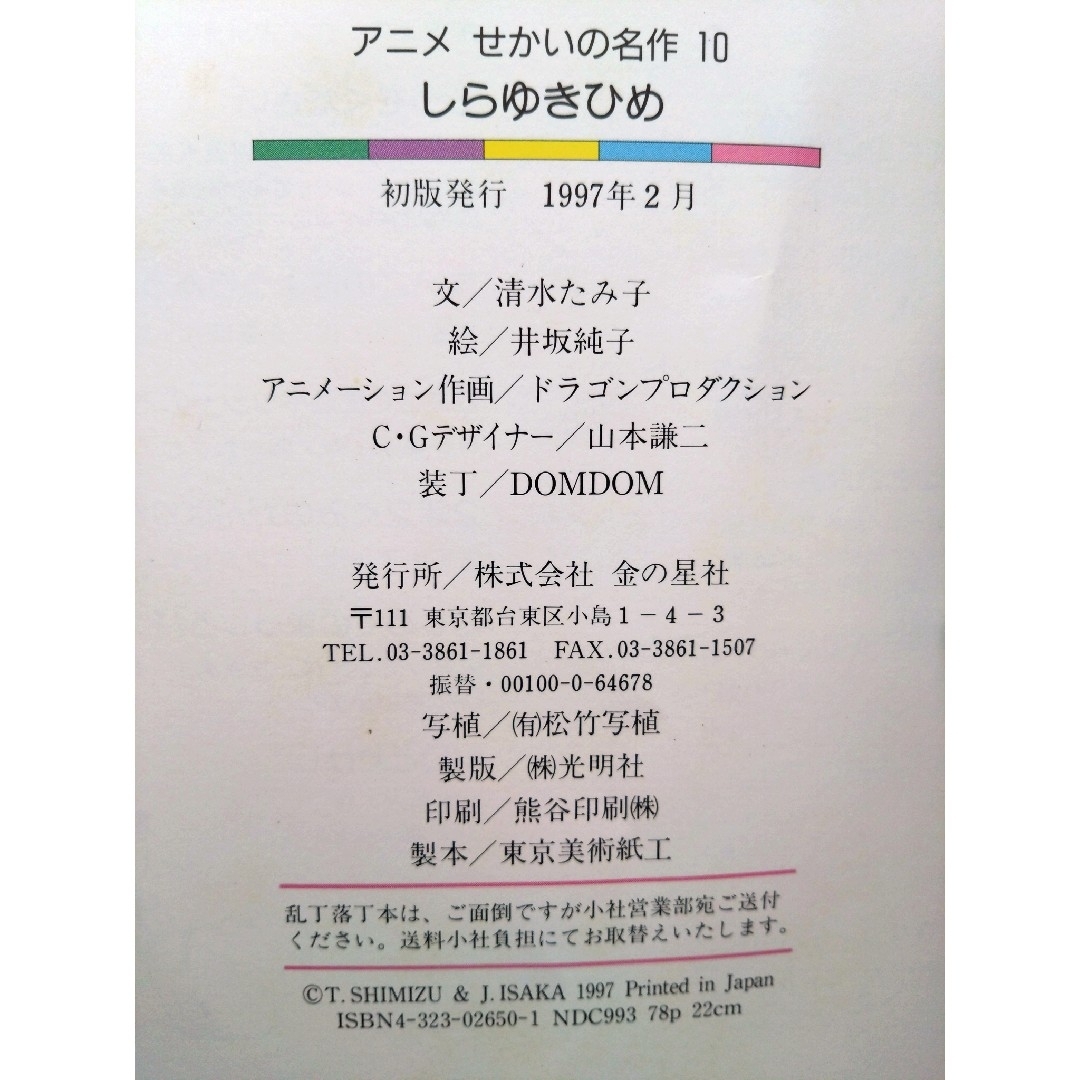 アニメ せかいの名作 10
しらゆきひめ
初版発行 1997年2月
文／清水たみ子
絵／井坂純子
アニメーション作画／ドラゴンプロダクション
C・Gデザイナー／山本謙二
装丁／DOMDOM
発行所／株式会社 金の星社
〒111 東京都台東区小島1－4－3
TEL.03-3861-1861 FAX.03-3861-1507
振替・00100-0-64678
写植／㈲松竹写植
製版／㈱光明社
印刷／熊谷印刷㈱
製本／東京美術紙工
乱丁落丁本は、ご面倒ですが小社営業部宛ご送付
ください。送料小社負担にてお取替えいたします。
©T. SHIMIZU & J. ISAKA 1997 Printed in Japan
ISBN4-323-02650-1 NDC993 78p 22cm